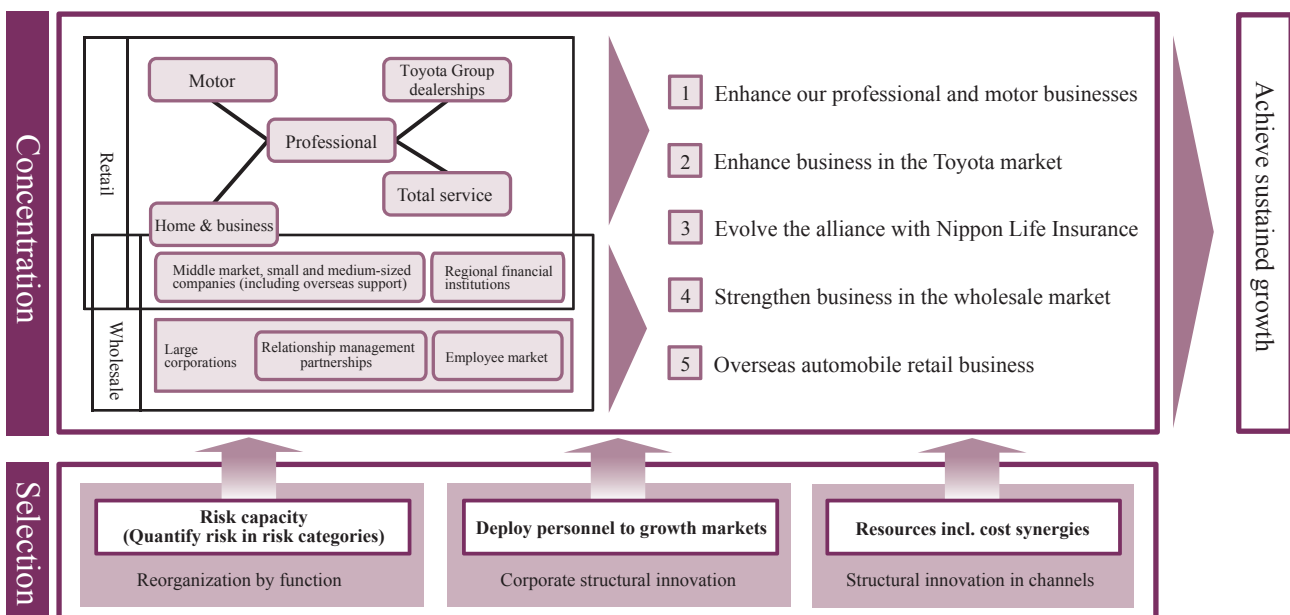 Concentration
Retail
Motor
Toyota Group
dealerships
Professional
Total service
Home & business
Middle market, small and medium-sized
companies (including overseas support)
Regional financial
institutions
Wholesale
Large
corporations
Relationship management
partnerships
Employee market
1 Enhance our professional and motor businesses
2 Enhance business in the Toyota market
3 Evolve the alliance with Nippon Life Insurance
4 Strengthen business in the wholesale market
5 Overseas automobile retail business
Achieve sustained growth
Selection
Risk capacity
(Quantify risk in risk categories)
Reorganization by function
Deploy personnel to growth markets
Corporate structural innovation
Resources incl. cost synergies
Structural innovation in channels